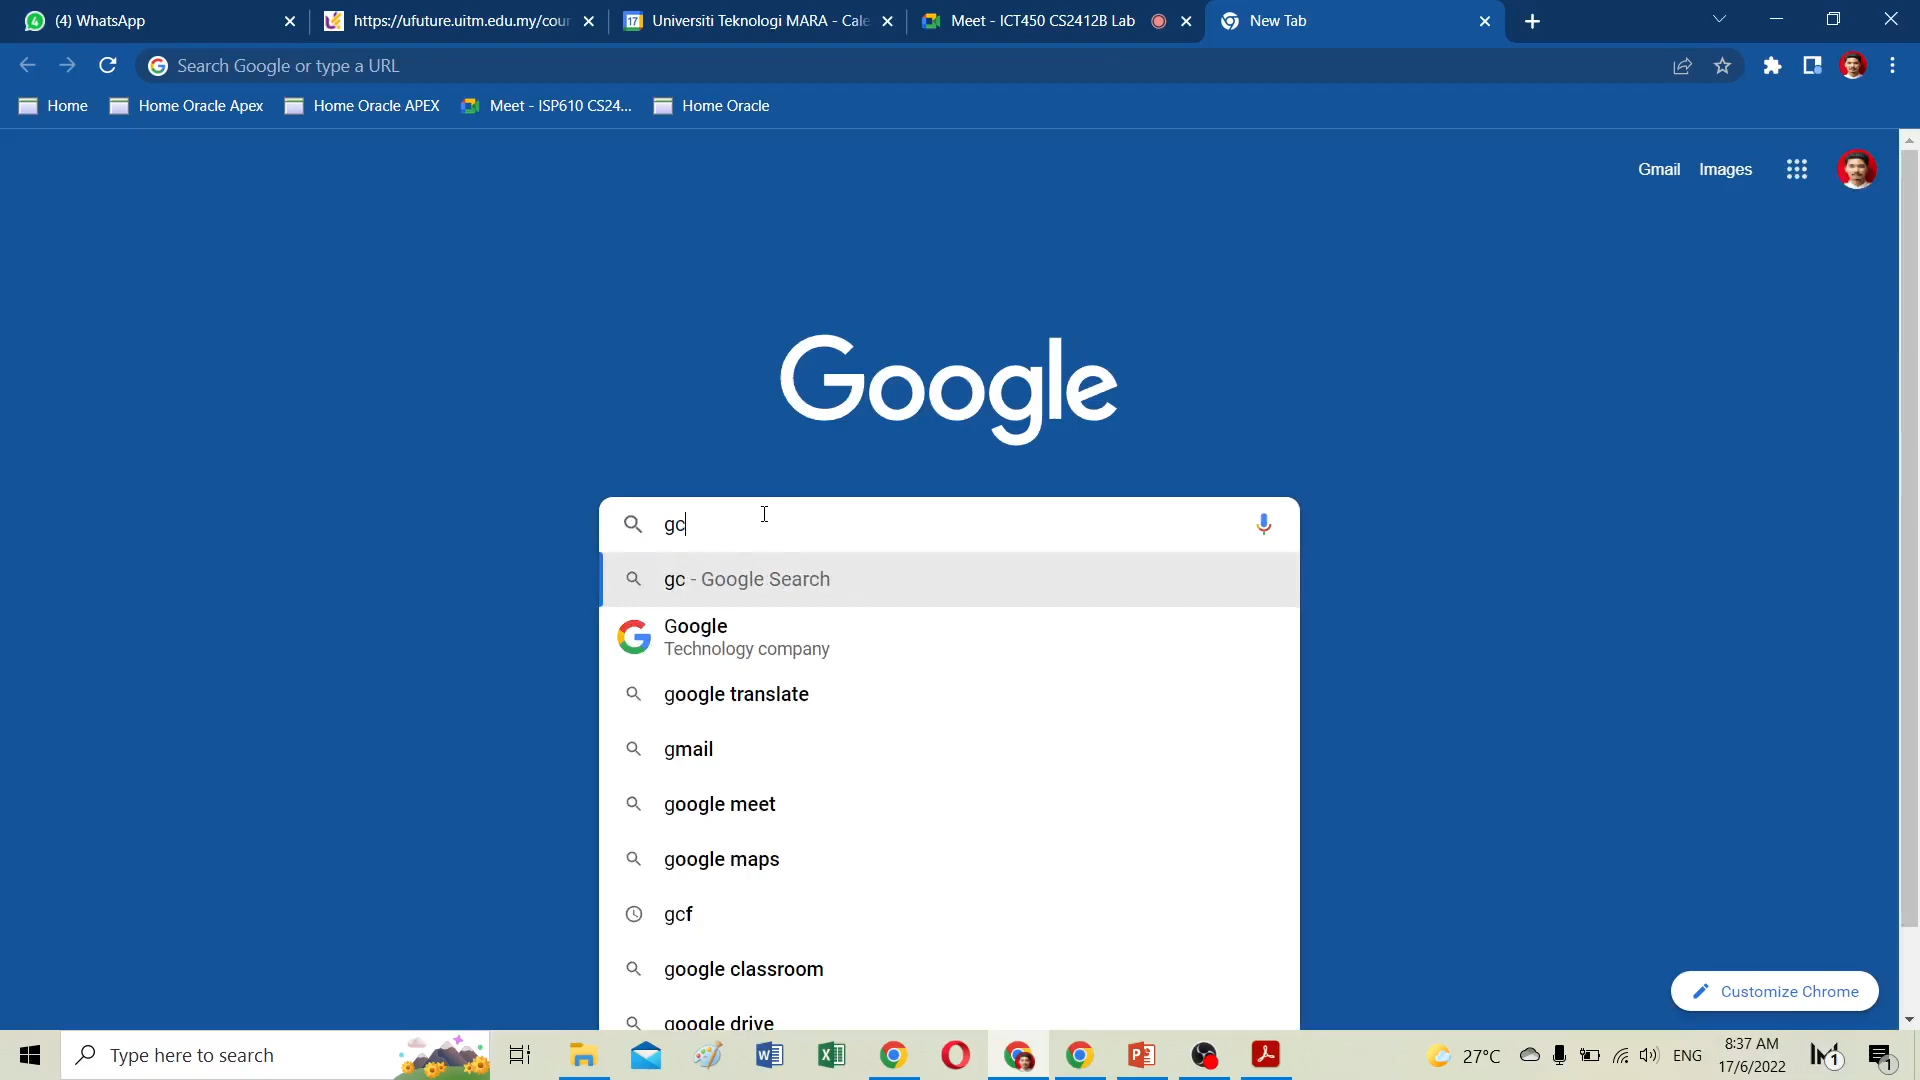 (4) WhatsApp
https://ufuture.uitm.edu.my/cour
Universiti Teknologi MARA - Cale
Meet - ICT450 CS2412B Lab
New Tab
Search Google or type a URL
Home
Home Oracle Apex
Home Oracle APEX
Meet - ISP610 CS24...
Home Oracle
Gmail
Images
Google
gc
gc - Google Search
Google
Technology company
google translate
gmail
google meet
google maps
gcf
google classroom
google drive
Customize Chrome
Type here to search
27°C
ENG
8:37 AM
17/6/2022
1
1